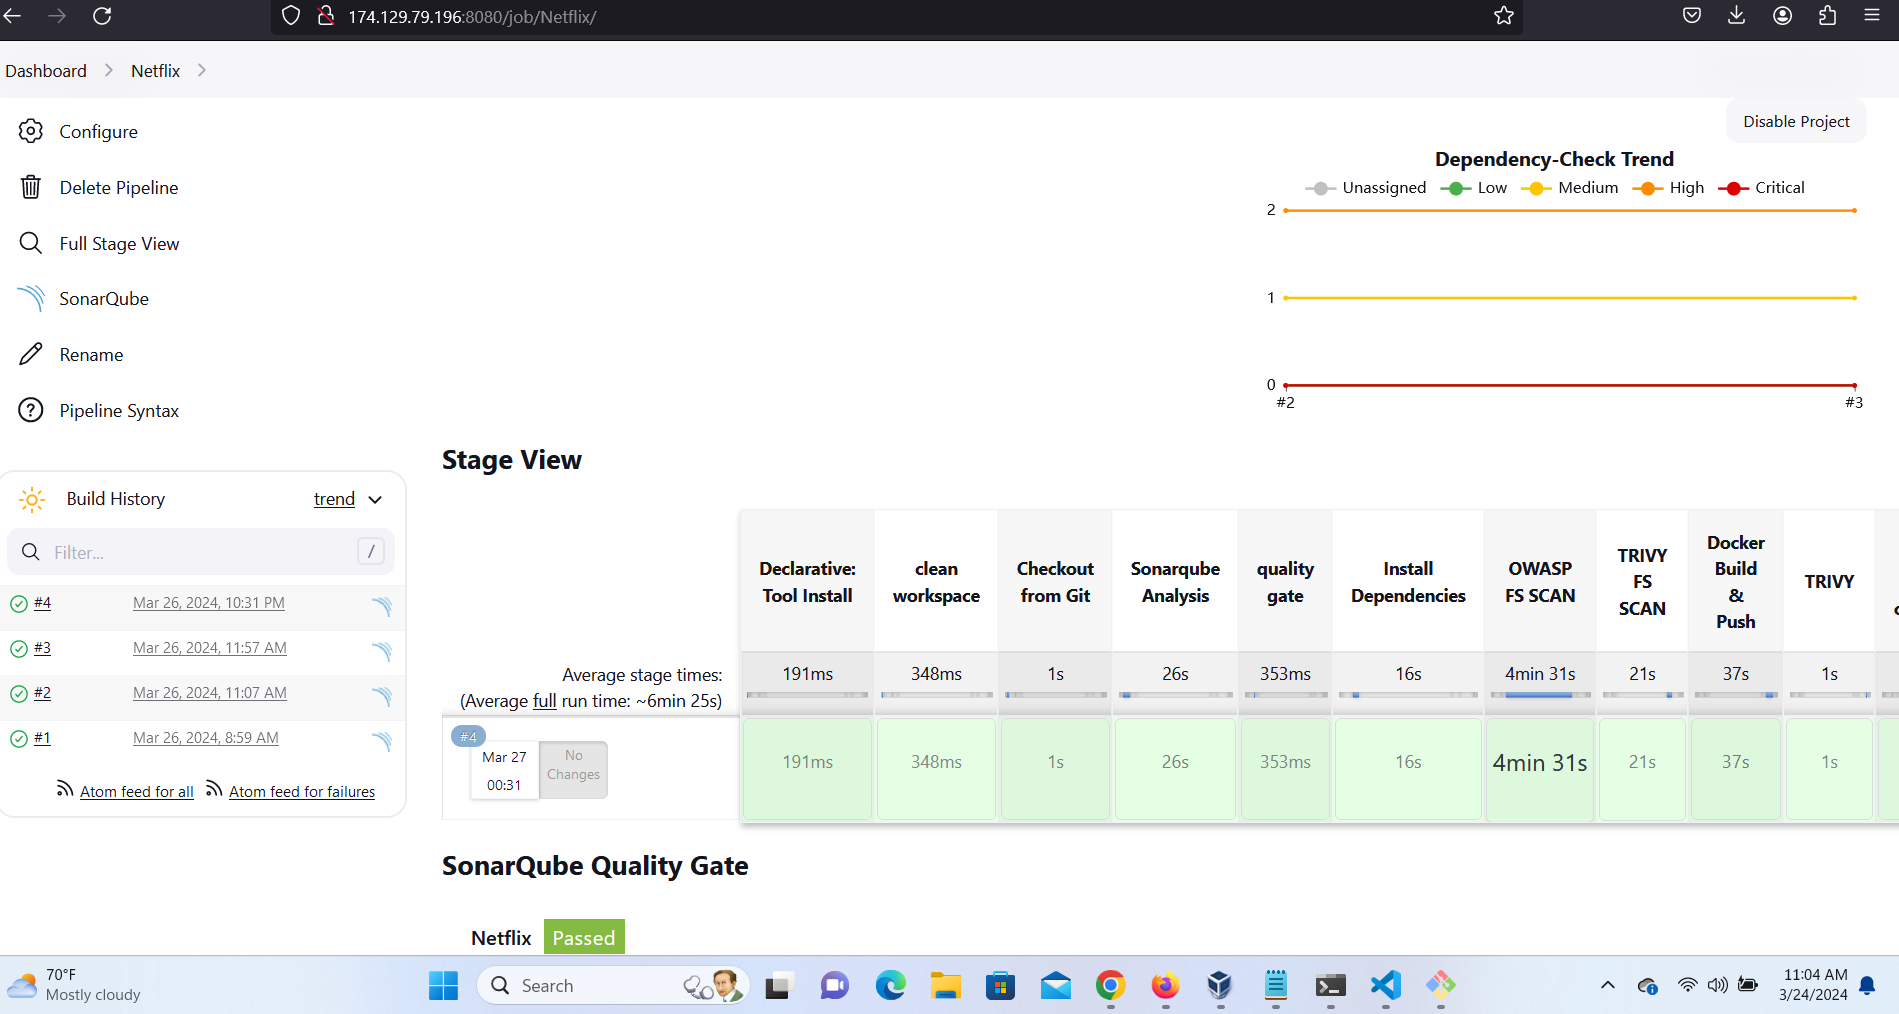 174.129.79.196:8080/job/Netflix/
Dashboard
Netflix
Configure
Delete Pipeline
Full Stage View
SonarQube
Rename
Pipeline Syntax
Disable Project
Dependency-Check Trend
Unassigned Low Medium High Critical
2
1
0
#2 #3
Build History trend
Filter... /
#4 Mar 26, 2024, 10:31 PM
#3 Mar 26, 2024, 11:57 AM
#2 Mar 26, 2024, 11:07 AM
#1 Mar 26, 2024, 8:59 AM
Atom feed for all Atom feed for failures
Stage View
Declarative:
Tool Install
clean
workspace
Checkout
from Git
Sonarqube
Analysis
quality
gate
Install
Dependencies
OWASP
FS SCAN
TRIVY
FS
SCAN
Docker
Build
&
Push
TRIVY
Average stage times:
(Average full run time: ~6min 25s)
191ms 348ms 1s 26s 353ms 16s 4min 31s 21s 37s 1s
#4
Mar 27
00:31
No
Changes
191ms 348ms 1s 26s 353ms 16s 4min 31s 21s 37s 1s
SonarQube Quality Gate
Netflix Passed
70°F
Mostly cloudy
Search
11:04 AM
3/24/2024